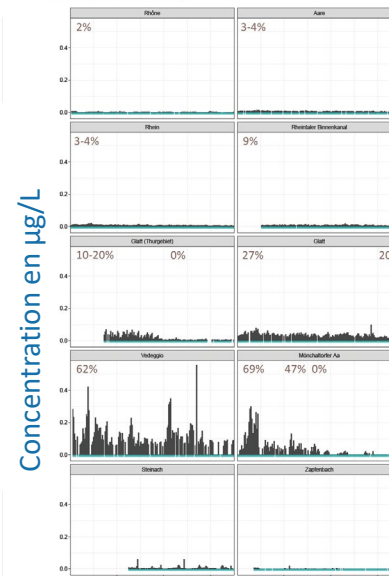 Concentration en µg/L
Rhône Aare
2% 3-4%
0.4
0.2
0.0
Rhein Rheintaler Binnenkanal
3-4% 9%
0.4
0.2
0.0
Glatt (Thurgebiet) Glatt
10-20% 0% 27% 20
0.4
0.2
0.0
Vedeggio Mönchaltorfer Aa
62% 69% 47% 0%
0.4
0.2
0.0
Steinach Zapfenbach
0.4
0.2
0.0